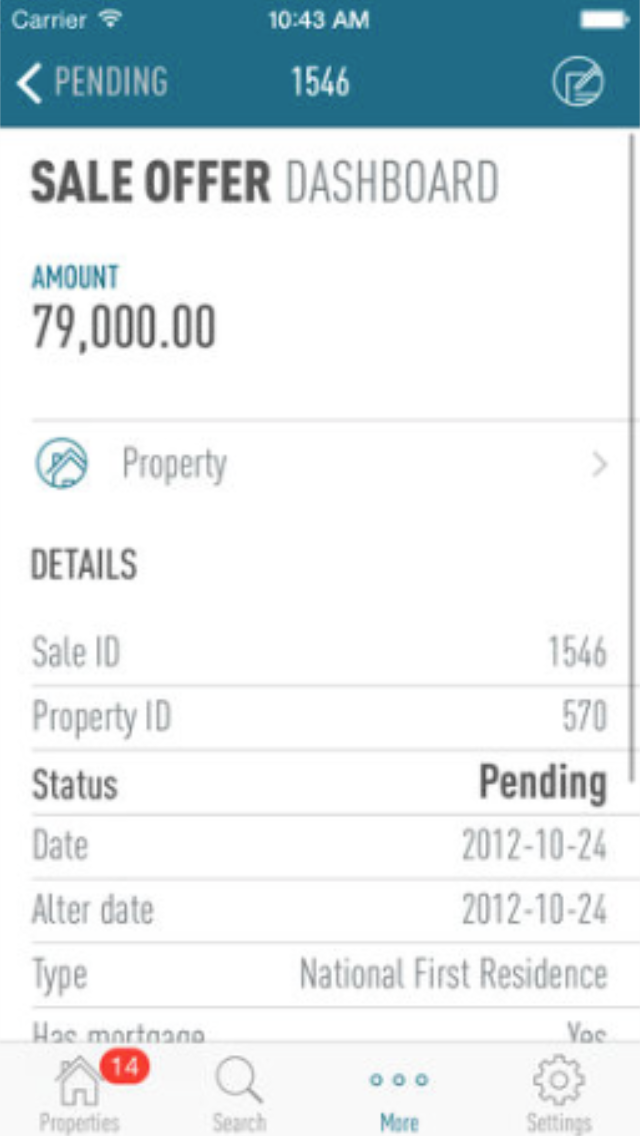 Carrier 10:43 AM
PENDING 1546
SALE OFFER DASHBOARD
AMOUNT
79,000.00
Property
DETAILS
Sale ID 1546
Property ID 570
Status Pending
Date 2012-10-24
Alter date 2012-10-24
Type National First Residence
Has mortgage Yes
14
Properties Search More Settings